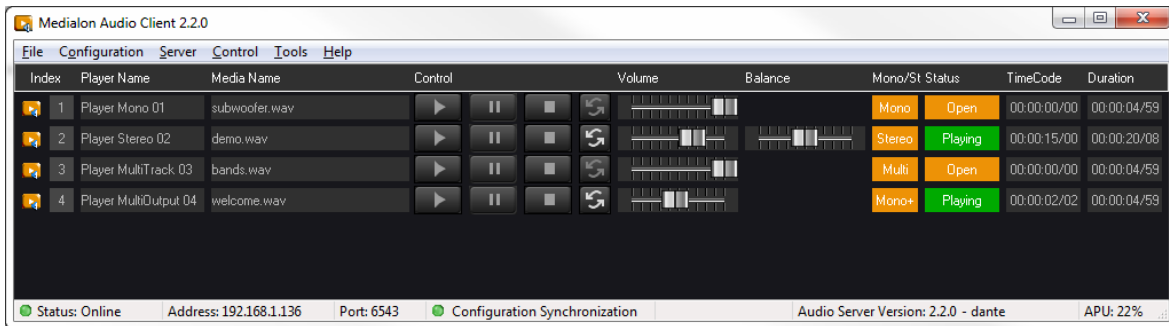 Medialon Audio Client 2.2.0
File Configuration Server Control Tools Help
Index Player Name Media Name Control Volume Balance Mono/St Status TimeCode Duration
1 Player Mono 01 subwoofer.wav Mono Open 00:00:00/00 00:00:04/59
2 Player Stereo 02 demo.wav Stereo Playing 00:00:15/00 00:00:20/08
3 Player MultiTrack 03 bands.wav Multi Open 00:00:00/00 00:00:04/59
4 Player MultiOutput 04 welcome.wav Mono+ Playing 00:00:02/02 00:00:04/59
Status: Online Address: 192.168.1.136 Port: 6543 Configuration Synchronization Audio Server Version: 2.2.0 - dante APU: 22%